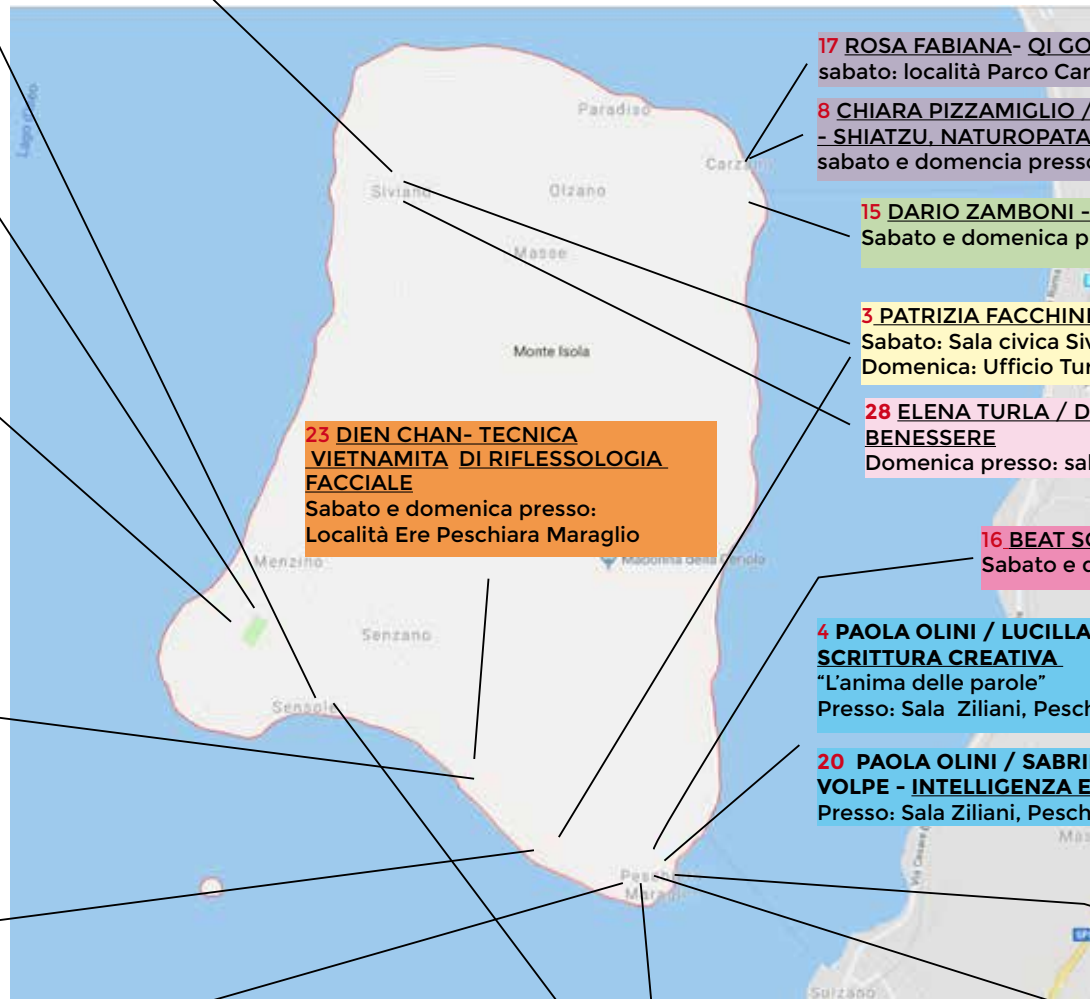 17 ROSA FABIANA- QI GO
sabato: località Parco Car
8 CHIARA PIZZAMIGLIO /
- SHIATZU, NATUROPATA
sabato e domencia presso
15 DARIO ZAMBONI -
Sabato e domenica p
3 PATRIZIA FACCHINI
Sabato: Sala civica Siv
Domenica: Ufficio Tur
28 ELENA TURLA / D
BENESSERE
Domenica presso: sal
23 DIEN CHAN- TECNICA
VIETNAMITA DI RIFLESSOLOGIA
FACCIALE
Sabato e domenica presso:
Località Ere Peschiara Maraglio
16 BEAT SO
Sabato e d
4 PAOLA OLINI / LUCILLA
SCRITTURA CREATIVA
“L’anima delle parole”
Presso: Sala Ziliani, Pesch
20 PAOLA OLINI / SABRI
VOLPE - INTELLIGENZA E
Presso: Sala Ziliani, Pesch
Lago d'Iseo
Paradiso
Carzano
Siviano
Olzano
Masse
Monte Isola
Menzino
Madonna della Ceriola
Senzano
Sensole
Peschiera
Maraglio
Sulzano